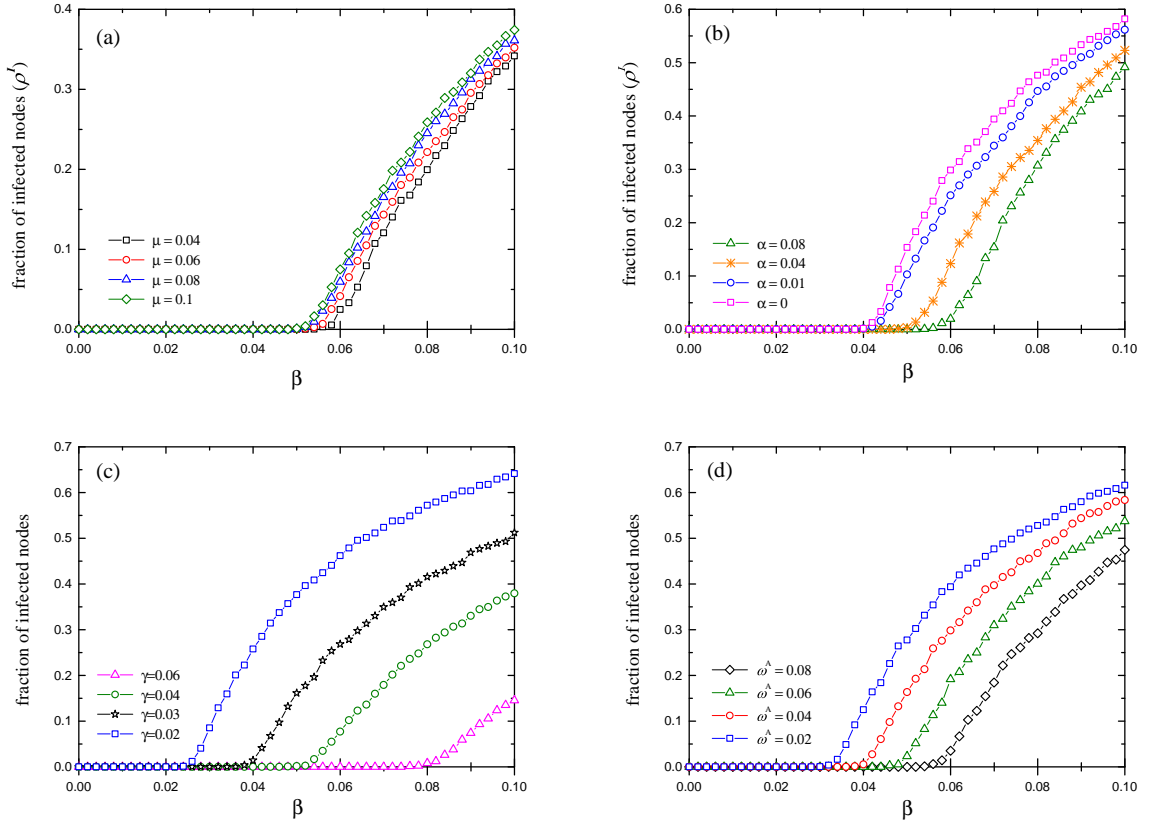 (a)
fraction of infected nodes (ρ^I)
0.4
0.3
0.2
0.1
0.0
μ = 0.04
μ = 0.06
μ = 0.08
μ = 0.1
0.00 0.02 0.04 0.06 0.08 0.10
β
(b)
fraction of infected nodes (ρ^I)
0.6
0.5
0.4
0.3
0.2
0.1
0.0
α = 0.08
α = 0.04
α = 0.01
α = 0
0.00 0.02 0.04 0.06 0.08 0.10
β
(c)
fraction of infected nodes
0.7
0.6
0.5
0.4
0.3
0.2
0.1
0.0
γ=0.06
γ=0.04
γ=0.03
γ=0.02
0.00 0.02 0.04 0.06 0.08 0.10
β
(d)
fraction of infected nodes
0.7
0.6
0.5
0.4
0.3
0.2
0.1
0.0
ω^A = 0.08
ω^A = 0.06
ω^A = 0.04
ω^A = 0.02
0.00 0.02 0.04 0.06 0.08 0.10
β